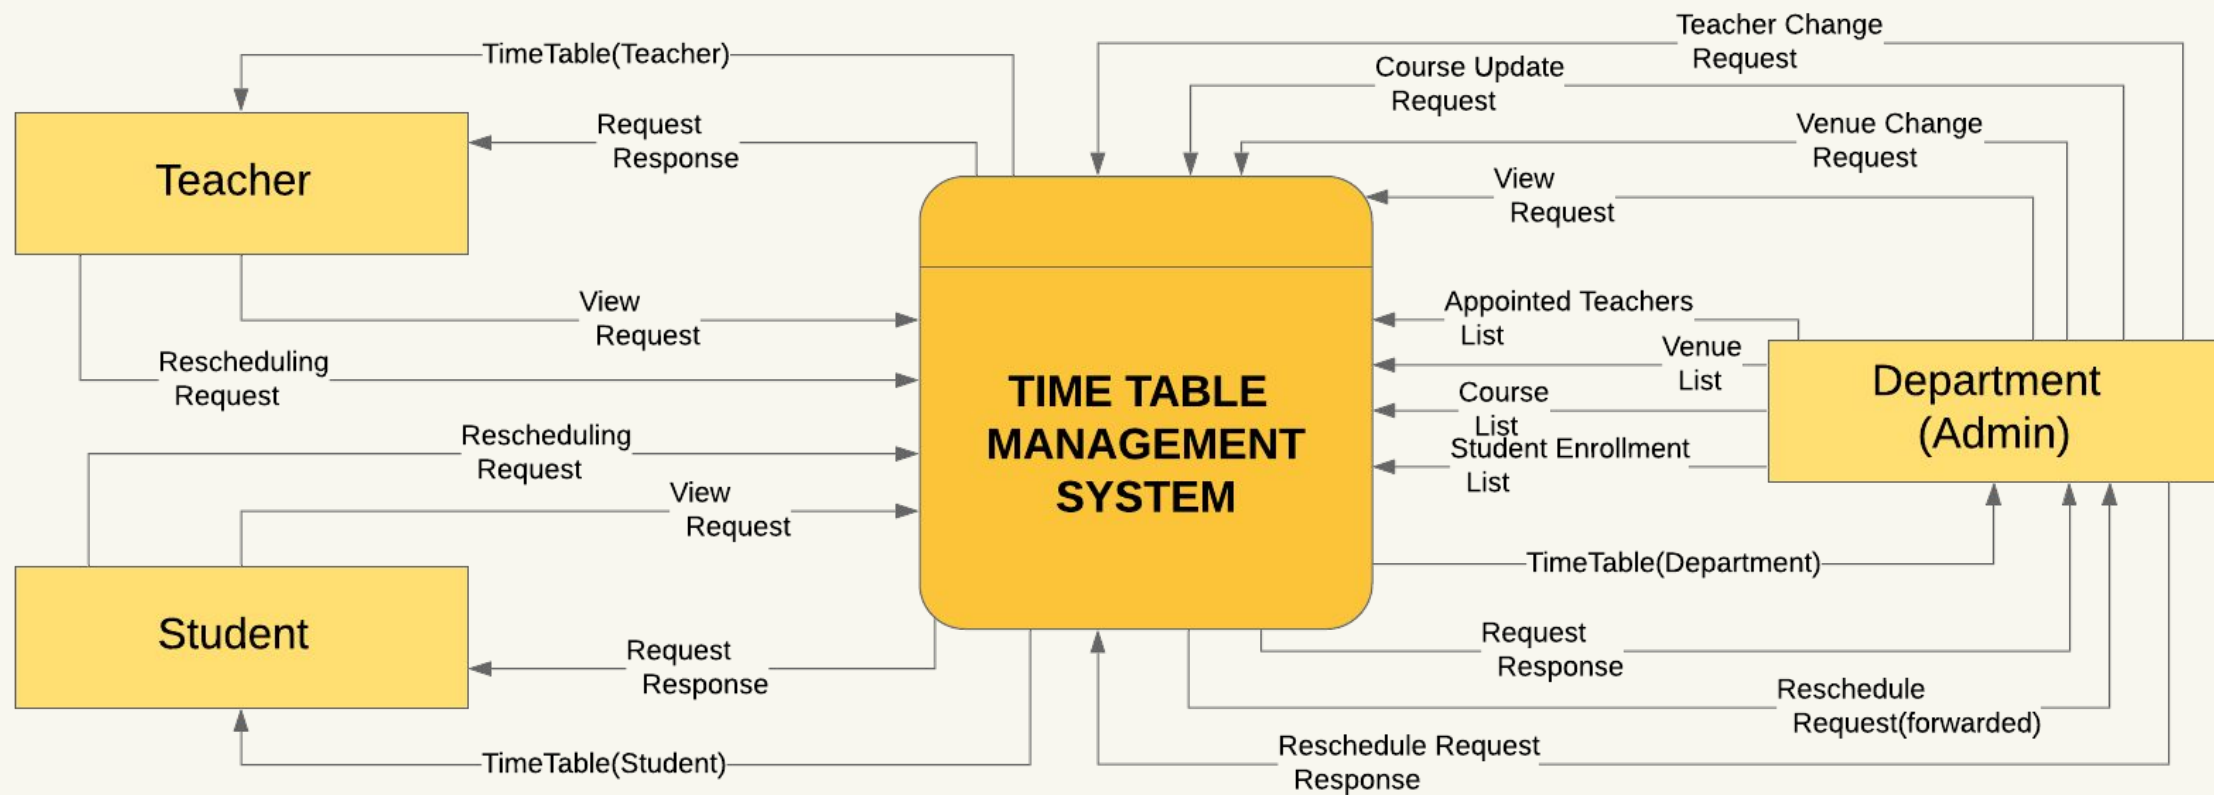 Teacher Change
Request
TimeTable(Teacher)
Course Update
Request
Request
Response
Venue Change
Request
Teacher
View
Request
View
Request
Appointed Teachers
List
Rescheduling
Request
Venue
List
TIME TABLE
MANAGEMENT
SYSTEM
Department
(Admin)
Course
List
Rescheduling
Request
Student Enrollment
List
View
Request
TimeTable(Department)
Student
Request
Response
Request
Response
Reschedule
Request(forwarded)
TimeTable(Student)
Reschedule Request
Response